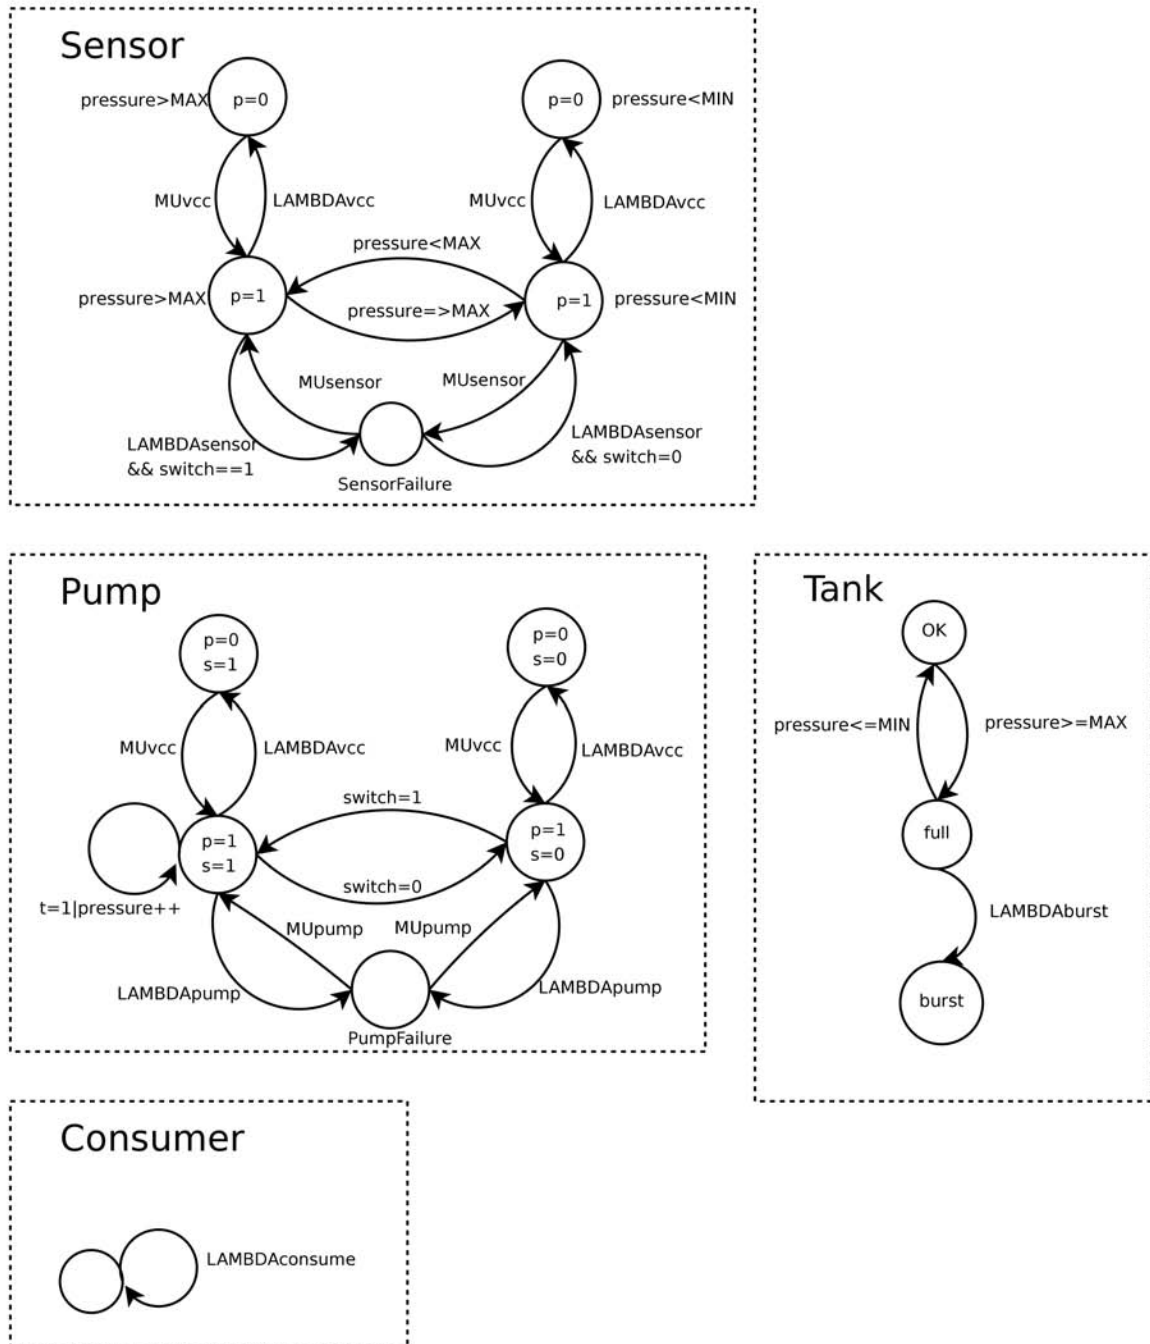 Sensor
pressure>MAX
p=0
p=0
pressure<MIN
MUvcc
LAMBDAvcc
MUvcc
LAMBDAvcc
pressure<MAX
pressure>MAX
p=1
pressure=>MAX
p=1
pressure<MIN
MUsensor
MUsensor
LAMBDAsensor
&& switch==1
LAMBDAsensor
&& switch=0
SensorFailure
Pump
p=0
s=1
p=0
s=0
MUvcc
LAMBDAvcc
MUvcc
LAMBDAvcc
switch=1
p=1
s=1
p=1
s=0
switch=0
t=1|pressure++
MUpump
MUpump
LAMBDApump
LAMBDApump
PumpFailure
Tank
OK
pressure<=MIN
pressure>=MAX
full
LAMBDAburst
burst
Consumer
LAMBDAconsume